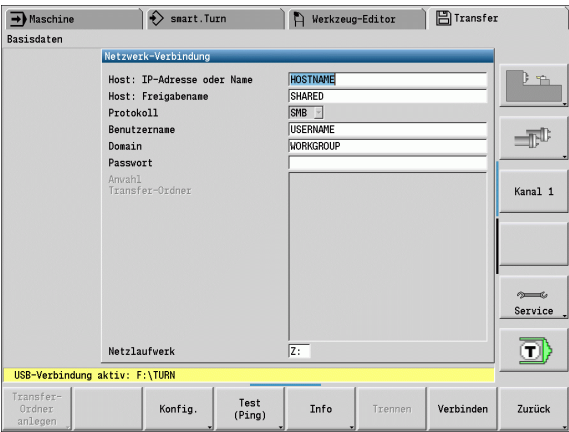 Maschine
smart.Turn
Werkzeug-Editor
Transfer
Basisdaten
Netzwerk-Verbindung
Host: IP-Adresse oder Name HOSTNAME
Host: Freigabename SHARED
Protokoll SMB
Benutzername USERNAME
Domain WORKGROUP
Passwort
Anwahl
Transfer-Ordner
Kanal 1
Service
Netzlaufwerk Z:
T
USB-Verbindung aktiv: F:\TURN
Transfer-
Ordner
anlegen
Konfig.
Test
(Ping)
Info
Trennen
Verbinden
Zurück